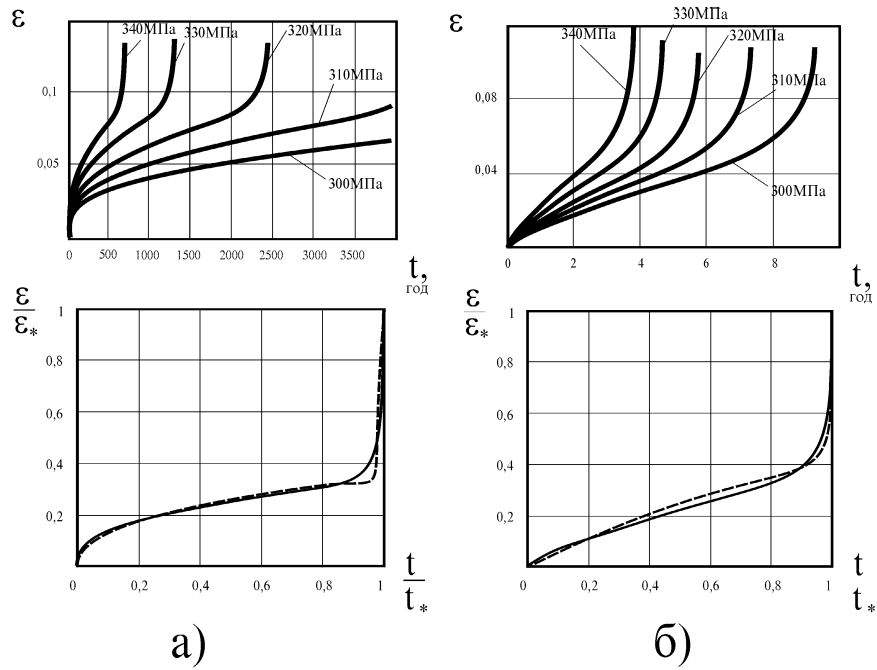 ε
340МПа
330МПа
320МПа
310МПа
300МПа
0,1
0,05
0 500 1000 1500 2000 2500 3000 3500
t,
год
ε
340МПа
330МПа
320МПа
310МПа
300МПа
0,08
0,04
0 2 4 6 8
t,
год
ε
ε*
1
0,8
0,6
0,4
0,2
0 0,2 0,4 0,6 0,8 1
t
t*
а)
ε
ε*
1
0,8
0,6
0,4
0,2
0 0,2 0,4 0,6 0,8 1
t
t*
б)